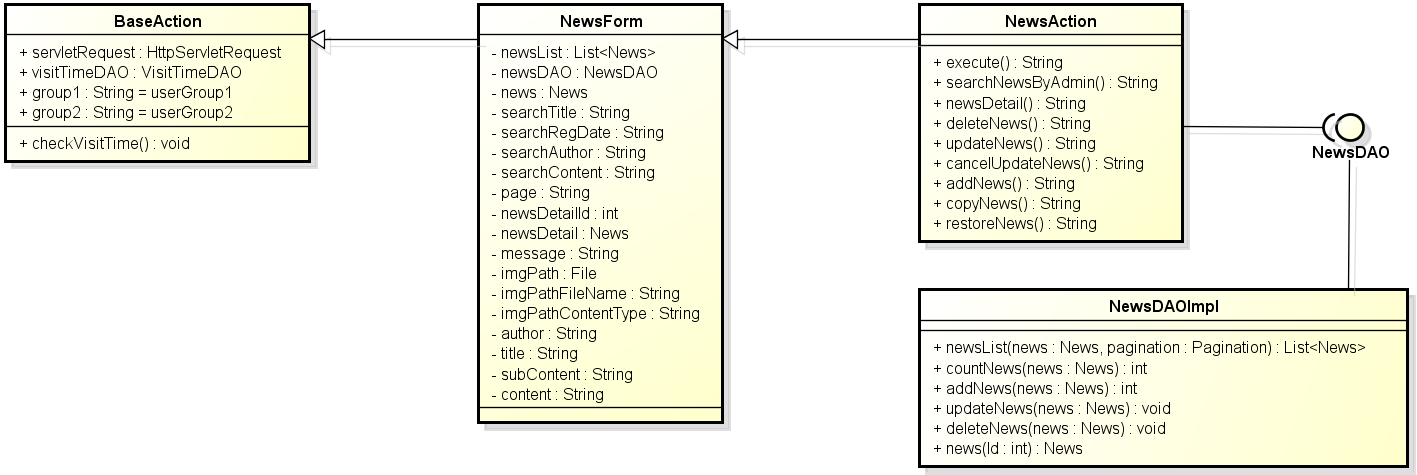 BaseAction
+ servletRequest : HttpServletRequest
+ visitTimeDAO : VisitTimeDAO
+ group1 : String = userGroup1
+ group2 : String = userGroup2
+ checkVisitTime() : void
NewsForm
- newsList : List<News>
- newsDAO : NewsDAO
- news : News
- searchTitle : String
- searchRegDate : String
- searchAuthor : String
- searchContent : String
- page : String
- newsDetailId : int
- newsDetail : News
- message : String
- imgPath : File
- imgPathFileName : String
- imgPathContentType : String
- author : String
- title : String
- subContent : String
- content : String
NewsAction
+ execute() : String
+ searchNewsByAdmin() : String
+ newsDetail() : String
+ deleteNews() : String
+ updateNews() : String
+ cancelUpdateNews() : String
+ addNews() : String
+ copyNews() : String
+ restoreNews() : String
NewsDAO
NewsDAOImpl
+ newsList(news : News, pagination : Pagination) : List<News>
+ countNews(news : News) : int
+ addNews(news : News) : int
+ updateNews(news : News) : void
+ deleteNews(news : News) : void
+ news(Id : int) : News